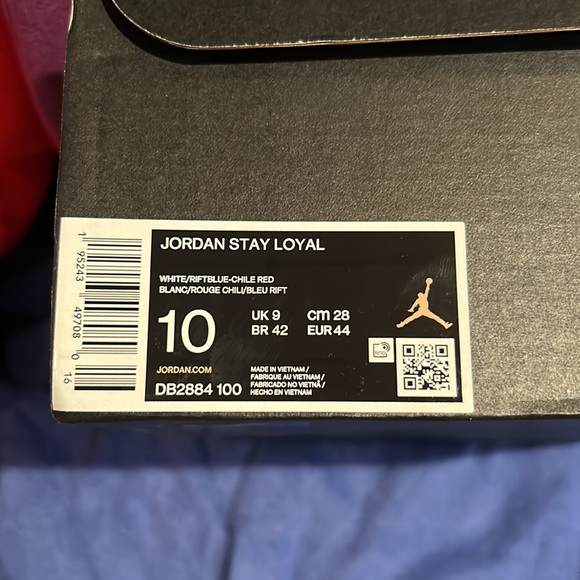 JORDAN STAY LOYAL
WHITE/RIFTBLUE-CHILE RED
BLANC/ROUGE CHILI/BLEU RIFT
10
UK 9 cm 28
BR 42 EUR 44
JORDAN.COM
DB2884 100
MADE IN VIETNAM /
FABRIQUE AU VIETNAM /
FABRICADO NO VIETNÃ /
HECHO EN VIETNAM
1 95243 49708 0
16